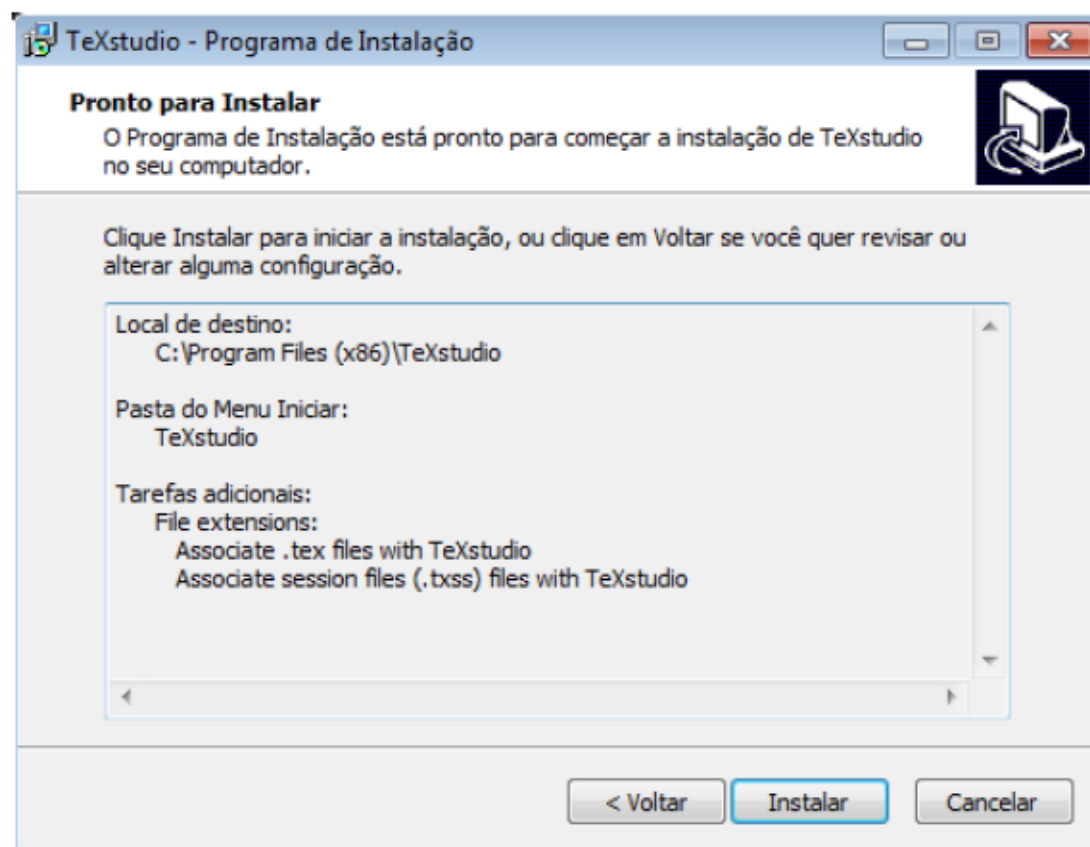 TeXstudio - Programa de Instalação
Pronto para Instalar
O Programa de Instalação está pronto para começar a instalação de TeXstudio
no seu computador.
Clique Instalar para iniciar a instalação, ou clique em Voltar se você quer revisar ou
alterar alguma configuração.
Local de destino:
C:\Program Files (x86)\TeXstudio
Pasta do Menu Iniciar:
TeXstudio
Tarefas adicionais:
File extensions:
Associate .tex files with TeXstudio
Associate session files (.txss) files with TeXstudio
< Voltar
Instalar
Cancelar